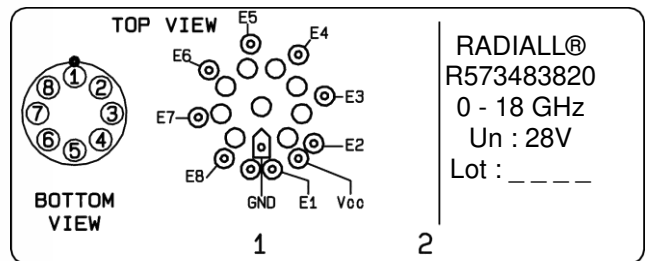 TOP VIEW
E5
E4
E6
E3
E7
E2
E8
GND E1 Vcc
1
2
3
4
5
6
7
8
BOTTOM
VIEW
1 2
RADIALL®
R573483820
0 - 18 GHz
Un : 28V
Lot : _ _ _ _